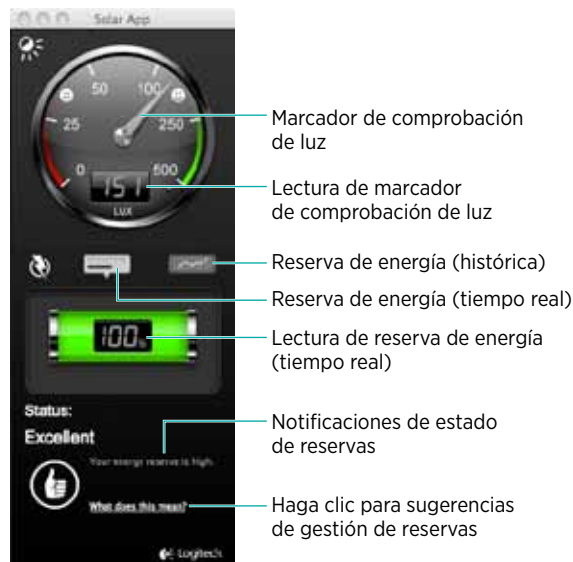 Solar App
50
100
25
250
0
500
151
LUX
Marcador de comprobación
de luz
Lectura de marcador
de comprobación de luz
Reserva de energía (histórica)
Reserva de energía (tiempo real)
100%
Lectura de reserva de energía
(tiempo real)
Status:
Excellent
Your energy reserve is high.
Notificaciones de estado
de reservas
What does this mean?
Haga clic para sugerencias
de gestión de reservas
Logitech